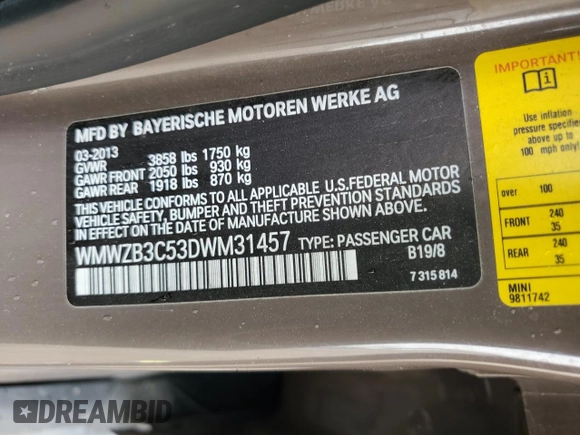 MFD BY BAYERISCHE MOTOREN WERKE AG
03-2013
GVWR 3858 lbs 1750 kg
GAWR FRONT 2050 lbs 930 kg
GAWR REAR 1918 lbs 870 kg
THIS VEHICLE CONFORMS TO ALL APPLICABLE U.S.FEDERAL MOTOR
VEHICLE SAFETY, BUMPER, AND THEFT PREVENTION STANDARDS
IN EFFECT ON THE DATE OF MANUFACTURE SHOWN ABOVE.
WMWZB3C53DWM31457 TYPE: PASSENGER CAR
B19/8
7 315 814
IMPORTANT
Use inflation
pressure specified
above up to
100 mph only!
over 100
FRONT 240
35
REAR 240
35
MINI
9811742
DREAMBID